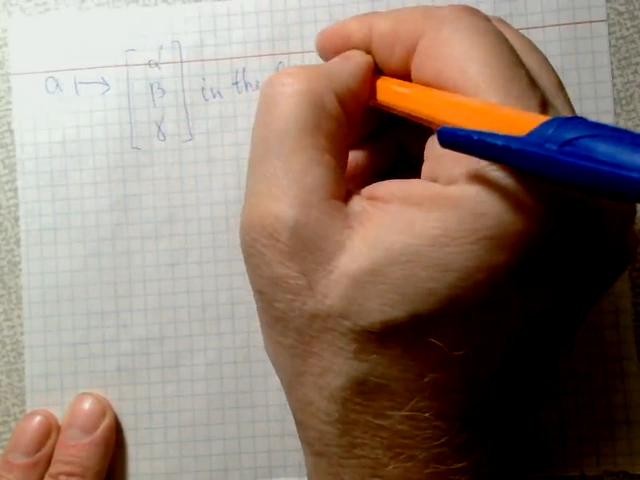 a ↦ [α β γ] in the